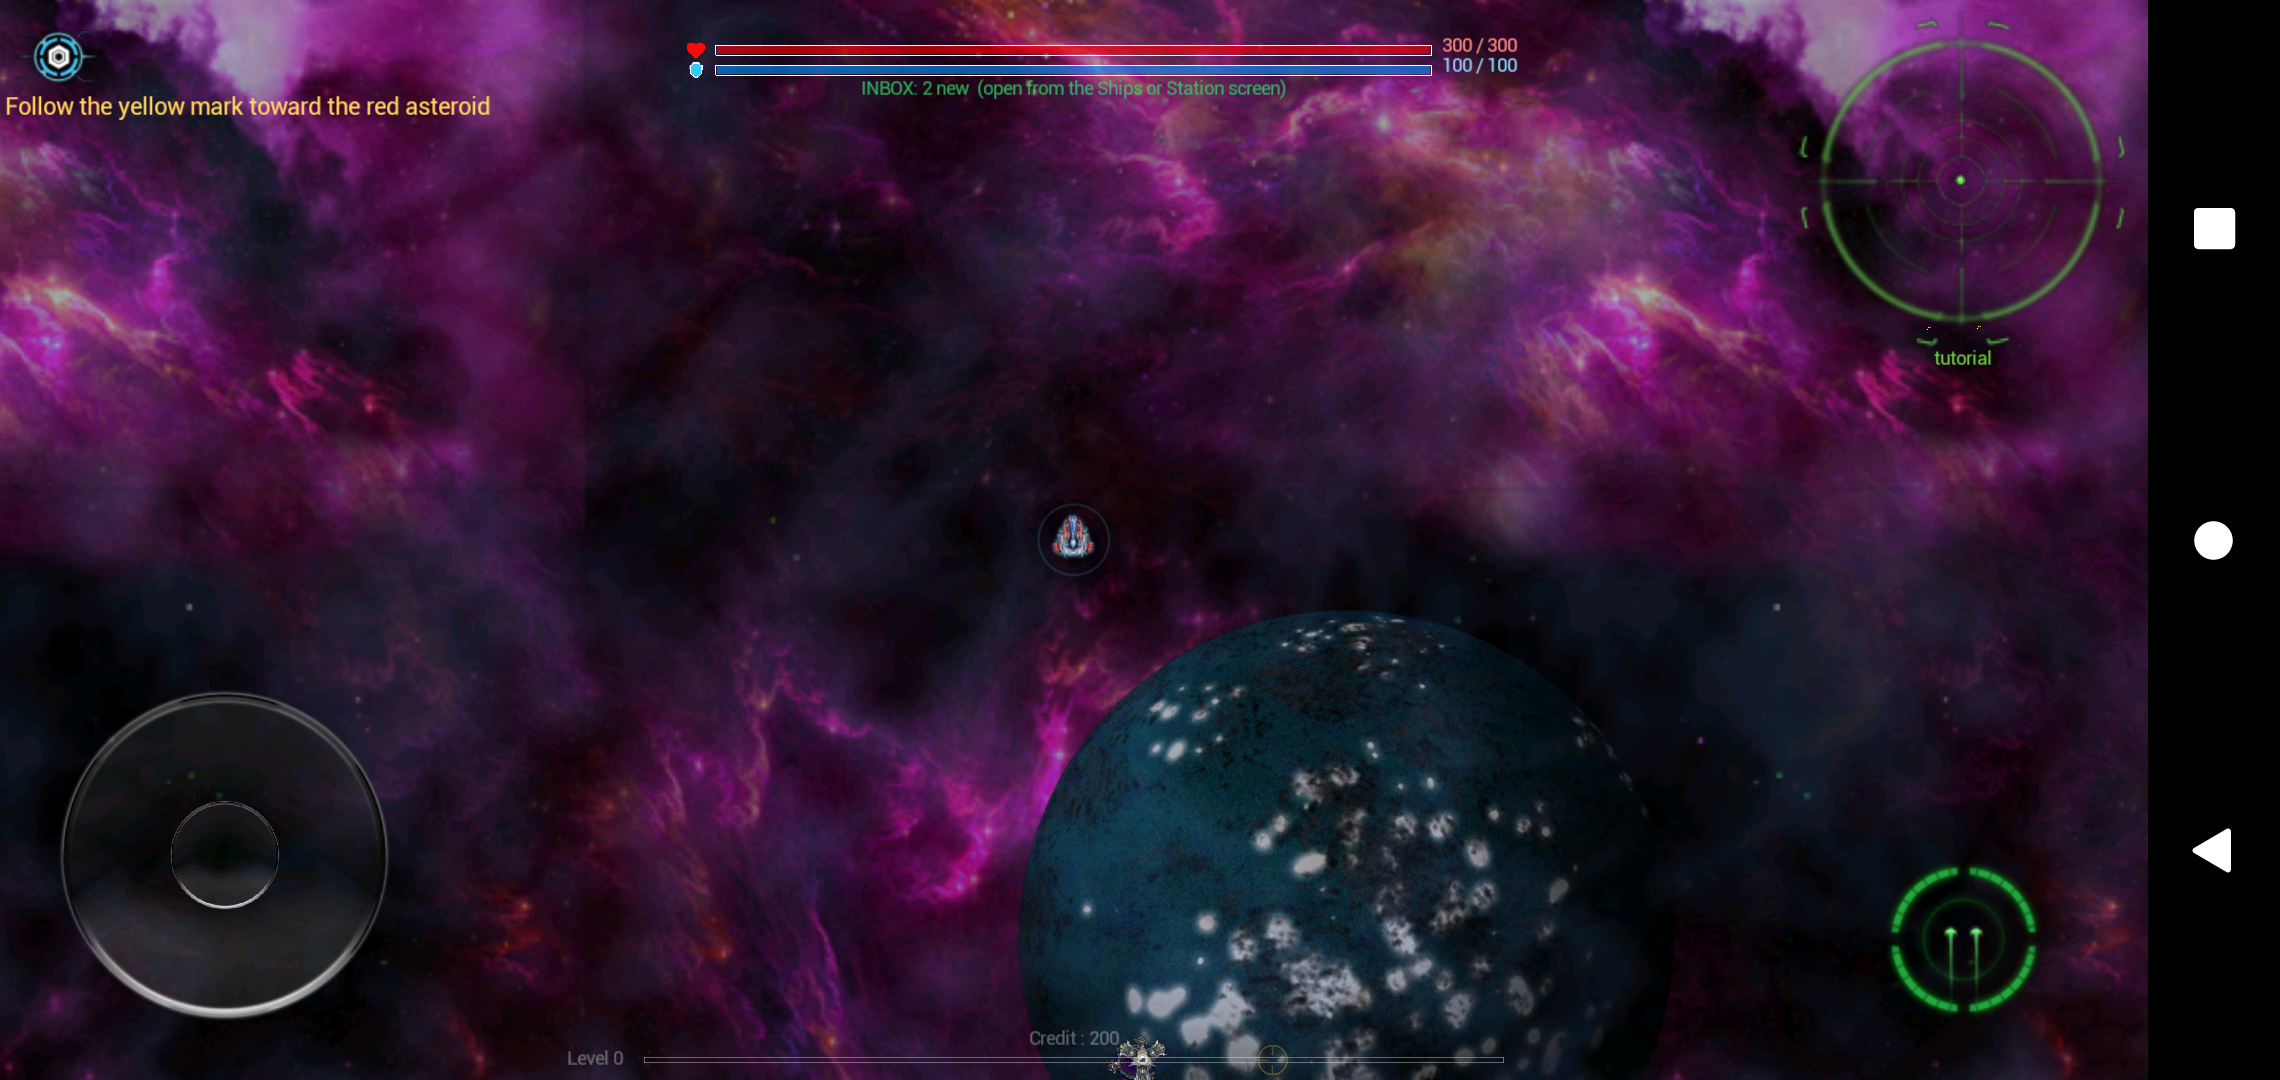 300 / 300
100 / 100
INBOX: 2 new (open from the Ships or Station screen)
Follow the yellow mark toward the red asteroid
tutorial
Credit : 200
Level 0